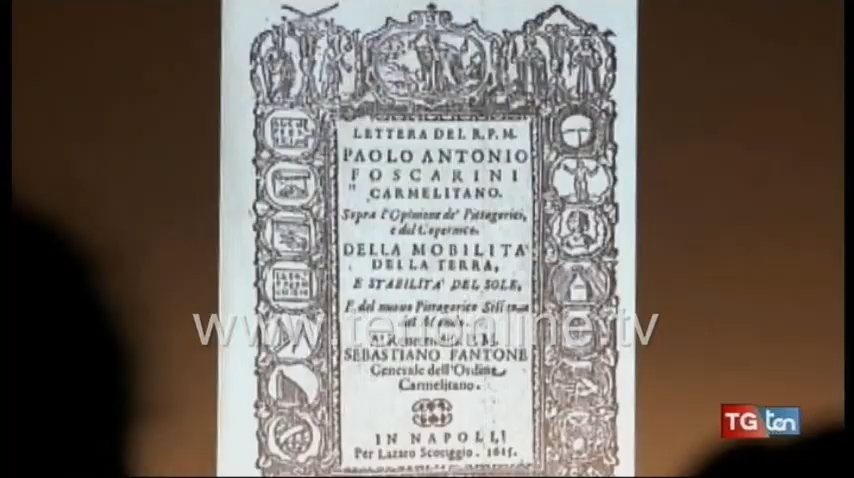 LETTERA DEL R. P. M.
PAOLO ANTONIO
FOSCARINI
CARMELITANO.
Sopra l'Opinione de' Pittagorici,
e del Copernico.
DELLA MOBILITA'
DELLA TERRA,
E STABILITA' DEL SOLE,
E del nuovo Pittagorico
del Mondo.
P. M.
SEBASTIANO FANTONE
Generale dell'Ordine
Carmelitano.
IN NAPOLI,
Per Lazaro Scoriggio. 1615.
www.tenonline.tv
TG ten